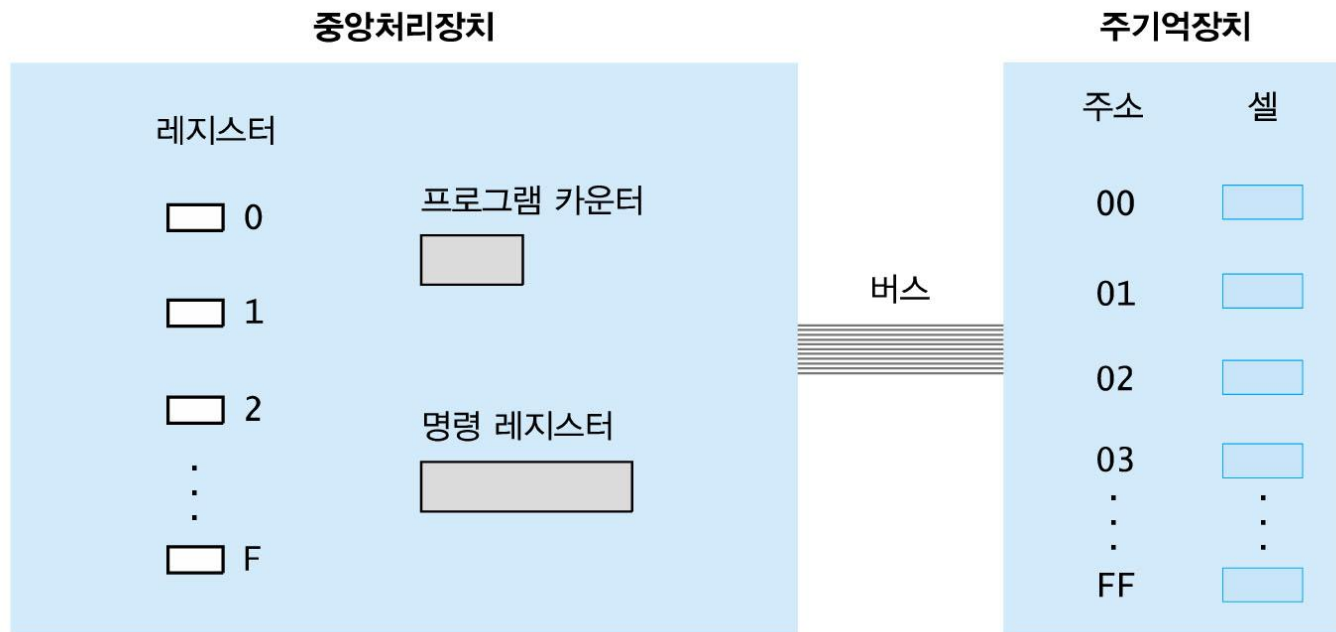 중앙처리장치
주기억장치
레지스터
0
1
2
F
프로그램 카운터
명령 레지스터
버스
주소 셀
00
01
02
03
FF